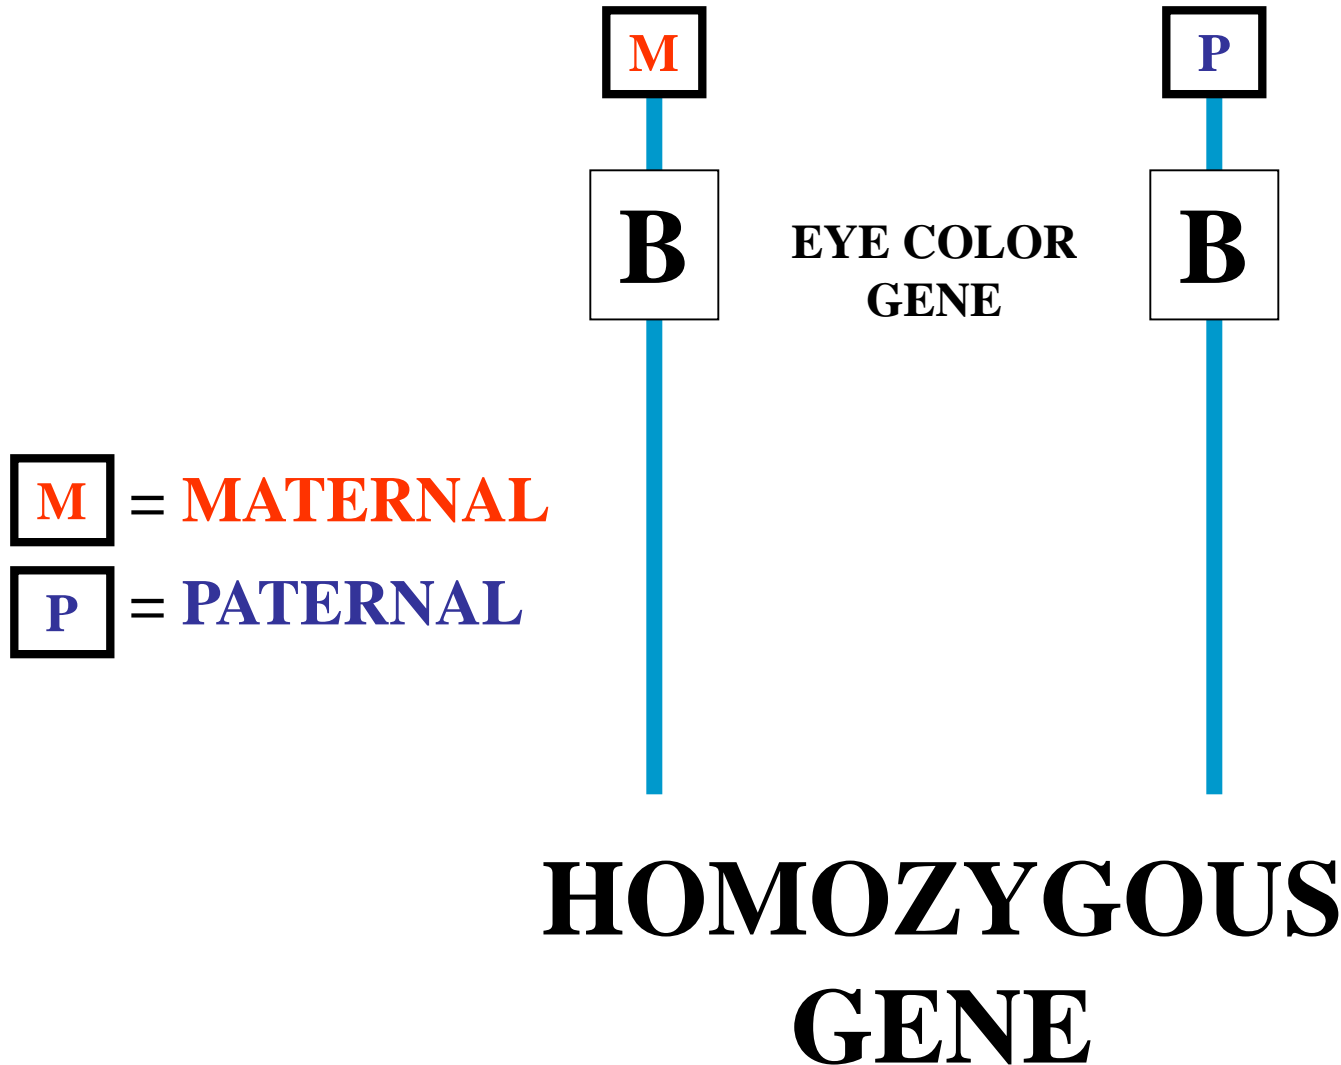 M
P
B
B
EYE COLOR
GENE
M = MATERNAL
P = PATERNAL
HOMOZYGOUS
GENE